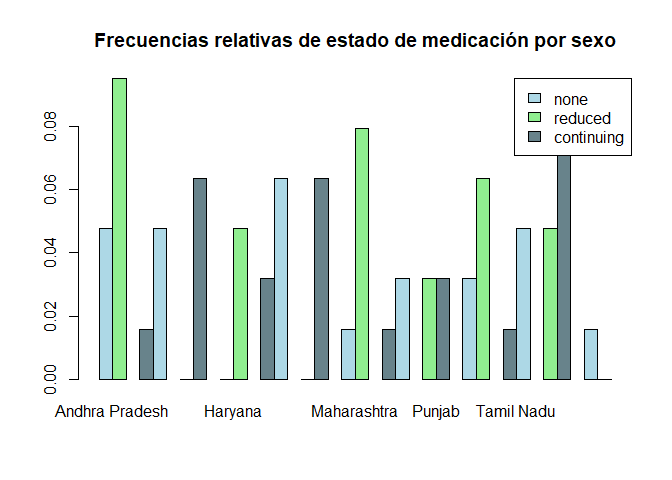 Frecuencias relativas de estado de medicación por sexo
none
reduced
continuing
0.08
0.06
0.04
0.02
0.00
Andhra Pradesh Haryana Maharashtra Punjab Tamil Nadu